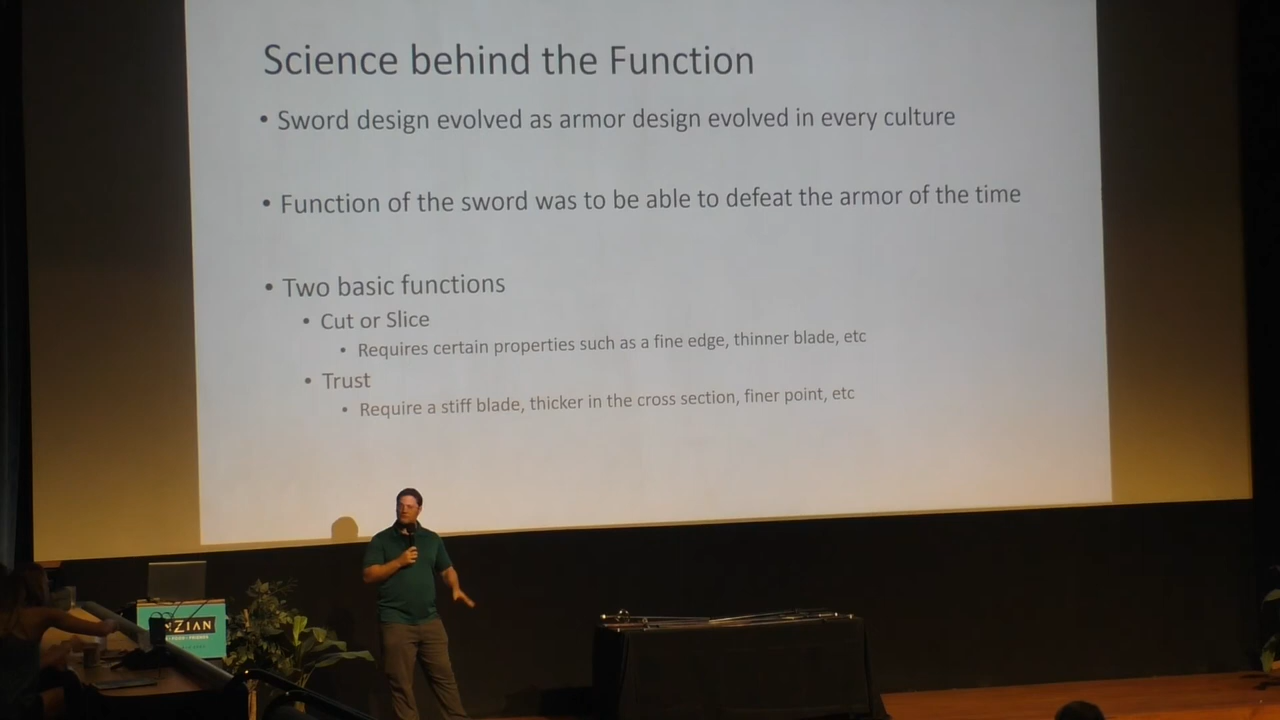 Science behind the Function
• Sword design evolved as armor design evolved in every culture
• Function of the sword was to be able to defeat the armor of the time
• Two basic functions
• Cut or Slice
• Requires certain properties such as a fine edge, thinner blade, etc
• Trust
• Require a stiff blade, thicker in the cross section, finer point, etc
NZIAN